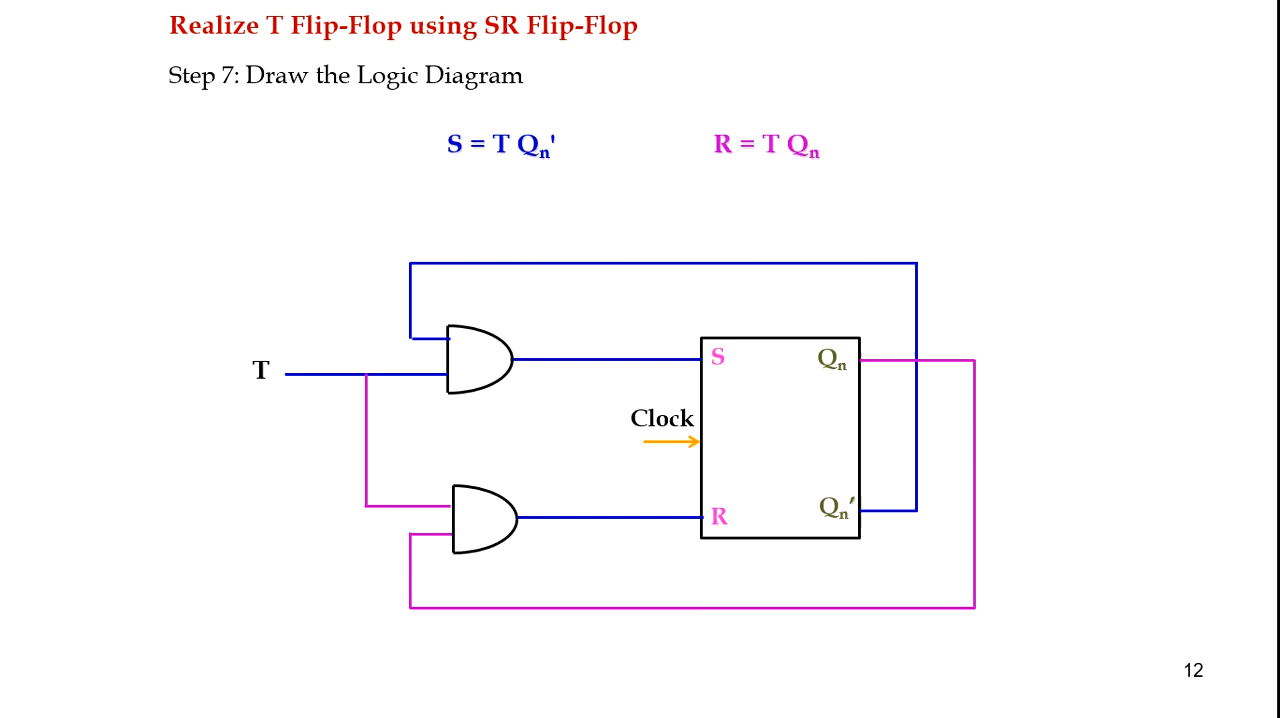 Realize T Flip-Flop using SR Flip-Flop
Step 7: Draw the Logic Diagram
S = T Qn'
R = T Qn
S
Qn
T
Clock
R
Qn′
12